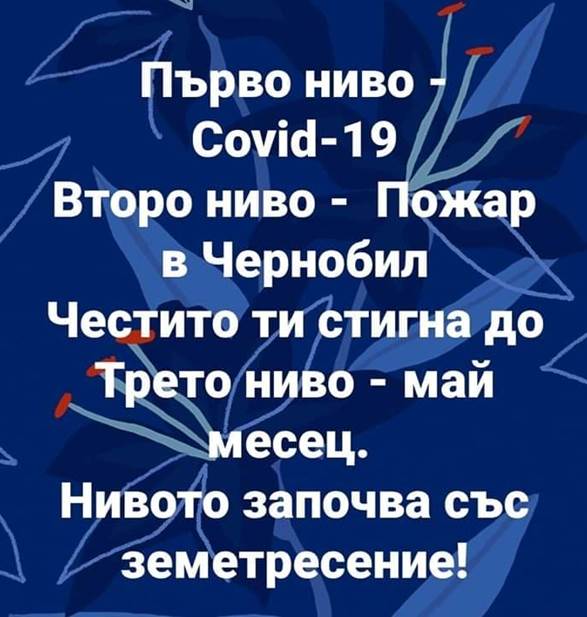 Първо ниво -
Covid-19
Второ ниво - Пожар
в Чернобил
Честито ти стигна до
Трето ниво - май
месец.
Нивото започва със
земетресение!